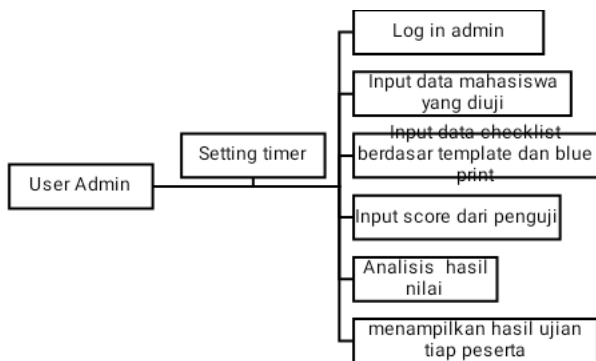 Log in admin
Input data mahasiswa
yang diuji
Input data checklist
berdasar template dan blue
print
Setting timer
User Admin
Input score dari penguji
Analisis hasil
nilai
menampilkan hasil ujian
tiap peserta